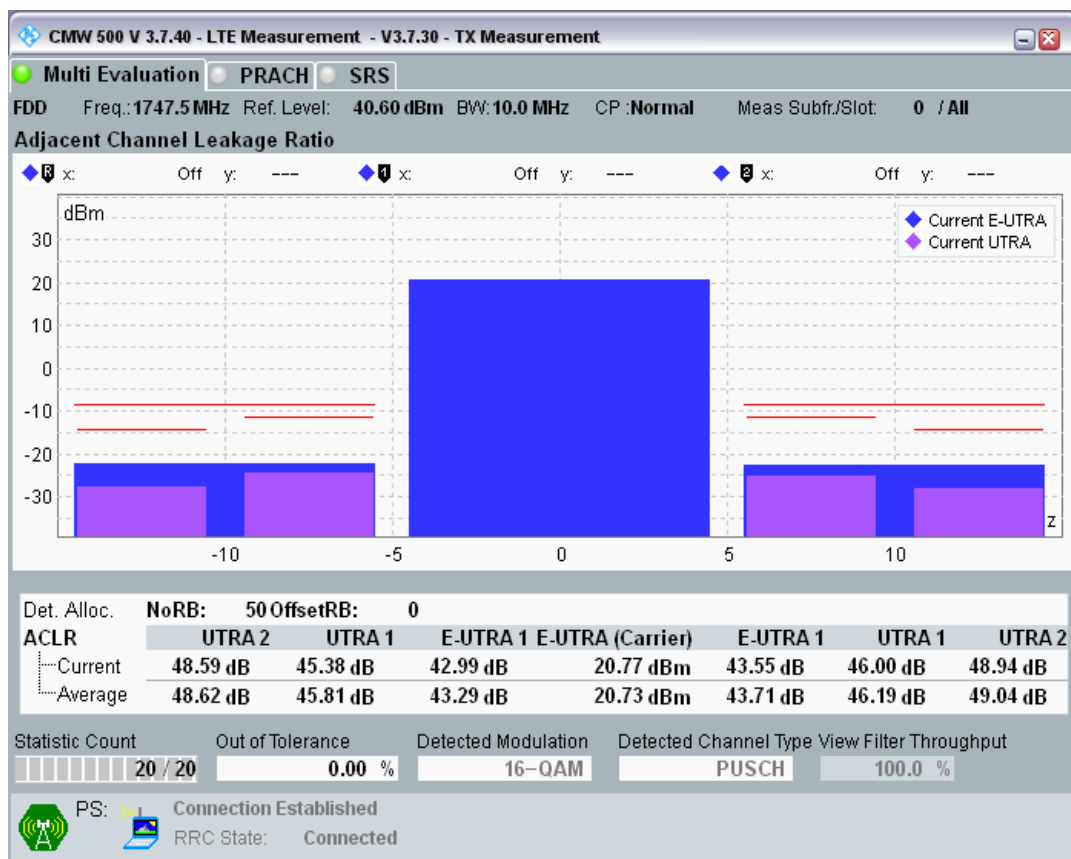 CMW 500 V 3.7.40 - LTE Measurement - V3.7.30 - TX Measurement
Multi Evaluation PRACH SRS
FDD Freq.: 1747.5 MHz Ref. Level: 40.60 dBm BW: 10.0 MHz CP :Normal Meas Subfr./Slot: 0 / All
Adjacent Channel Leakage Ratio
R x: Off y: --- 1 x: Off y: --- 2 x: Off y: ---
dBm
Current E-UTRA
Current UTRA
30
20
10
0
-10
-20
-30
z
-10 -5 0 5 10
Det. Alloc. NoRB: 50 OffsetRB: 0
ACLR UTRA 2 UTRA 1 E-UTRA 1 E-UTRA (Carrier) E-UTRA 1 UTRA 1 UTRA 2
Current 48.59 dB 45.38 dB 42.99 dB 20.77 dBm 43.55 dB 46.00 dB 48.94 dB
Average 48.62 dB 45.81 dB 43.29 dB 20.73 dBm 43.71 dB 46.19 dB 49.04 dB
Statistic Count Out of Tolerance Detected Modulation Detected Channel Type View Filter Throughput
20 / 20 0.00 % 16-QAM PUSCH 100.0 %
PS: Connection Established
RRC State: Connected